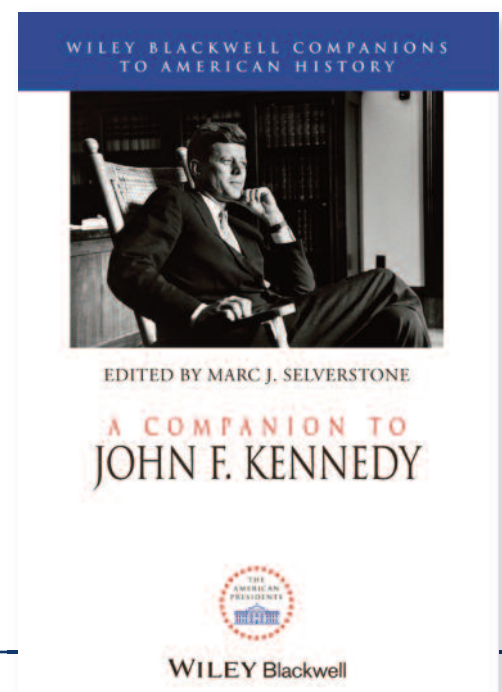 WILEY BLACKWELL COMPANIONS
TO AMERICAN HISTORY
EDITED BY MARC J. SELVERSTONE
A COMPANION TO
JOHN F. KENNEDY
THE
AMERICAN
PRESIDENTS
WILEY Blackwell